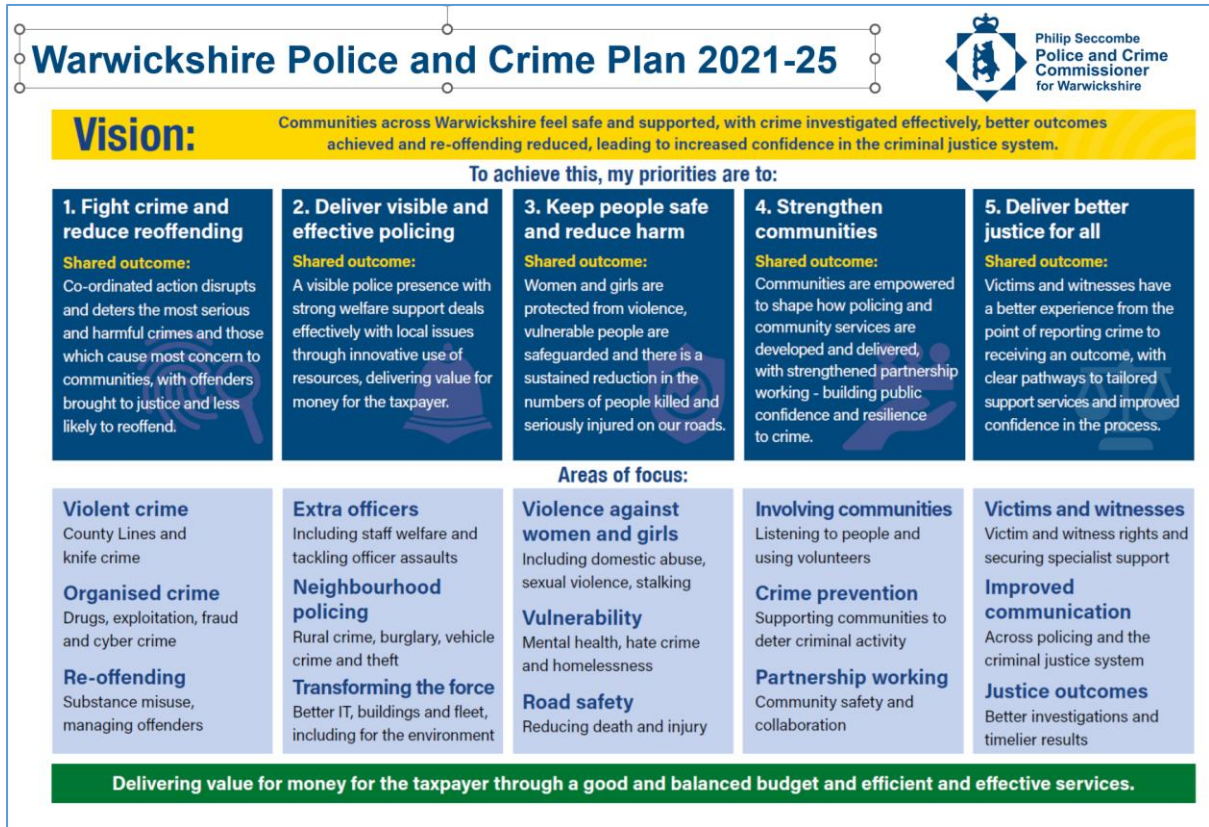 Warwickshire Police and Crime Plan 2021-25
Philip Seccombe
Police and Crime
Commissioner
for Warwickshire
Vision:
Communities across Warwickshire feel safe and supported, with crime investigated effectively, better outcomes
achieved and re-offending reduced, leading to increased confidence in the criminal justice system.
To achieve this, my priorities are to:
1. Fight crime and
reduce reoffending
Shared outcome:
Co-ordinated action disrupts
and deters the most serious
and harmful crimes and those
which cause most concern to
communities, with offenders
brought to justice and less
likely to reoffend.
2. Deliver visible and
effective policing
Shared outcome:
A visible police presence with
strong welfare support deals
effectively with local issues
through innovative use of
resources, delivering value for
money for the taxpayer.
3. Keep people safe
and reduce harm
Shared outcome:
Women and girls are
protected from violence,
vulnerable people are
safeguarded and there is a
sustained reduction in the
numbers of people killed and
seriously injured on our roads.
4. Strengthen
communities
Shared outcome:
Communities are empowered
to shape how policing and
community services are
developed and delivered,
with strengthened partnership
working - building public
confidence and resilience
to crime.
5. Deliver better
justice for all
Shared outcome:
Victims and witnesses have
a better experience from the
point of reporting crime to
receiving an outcome, with
clear pathways to tailored
support services and improved
confidence in the process.
Areas of focus:
Violent crime
County Lines and
knife crime
Organised crime
Drugs, exploitation, fraud
and cyber crime
Re-offending
Substance misuse,
managing offenders
Extra officers
Including staff welfare and
tackling officer assaults
Neighbourhood
policing
Rural crime, burglary, vehicle
crime and theft
Transforming the force
Better IT, buildings and fleet,
including for the environment
Violence against
women and girls
Including domestic abuse,
sexual violence, stalking
Vulnerability
Mental health, hate crime
and homelessness
Road safety
Reducing death and injury
Involving communities
Listening to people and
using volunteers
Crime prevention
Supporting communities to
deter criminal activity
Partnership working
Community safety and
collaboration
Victims and witnesses
Victim and witness rights and
securing specialist support
Improved
communication
Across policing and the
criminal justice system
Justice outcomes
Better investigations and
timelier results
Delivering value for money for the taxpayer through a good and balanced budget and efficient and effective services.